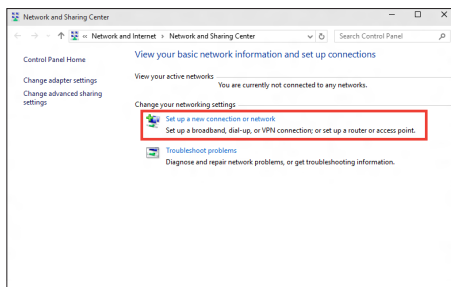 Network and Sharing Center
« Network and Internet › Network and Sharing Center
Search Control Panel
Control Panel Home
Change adapter settings
Change advanced sharing
settings
View your basic network information and set up connections
View your active networks
You are currently not connected to any networks.
Change your networking settings
Set up a new connection or network
Set up a broadband, dial-up, or VPN connection; or set up a router or access point.
Troubleshoot problems
Diagnose and repair network problems, or get troubleshooting information.